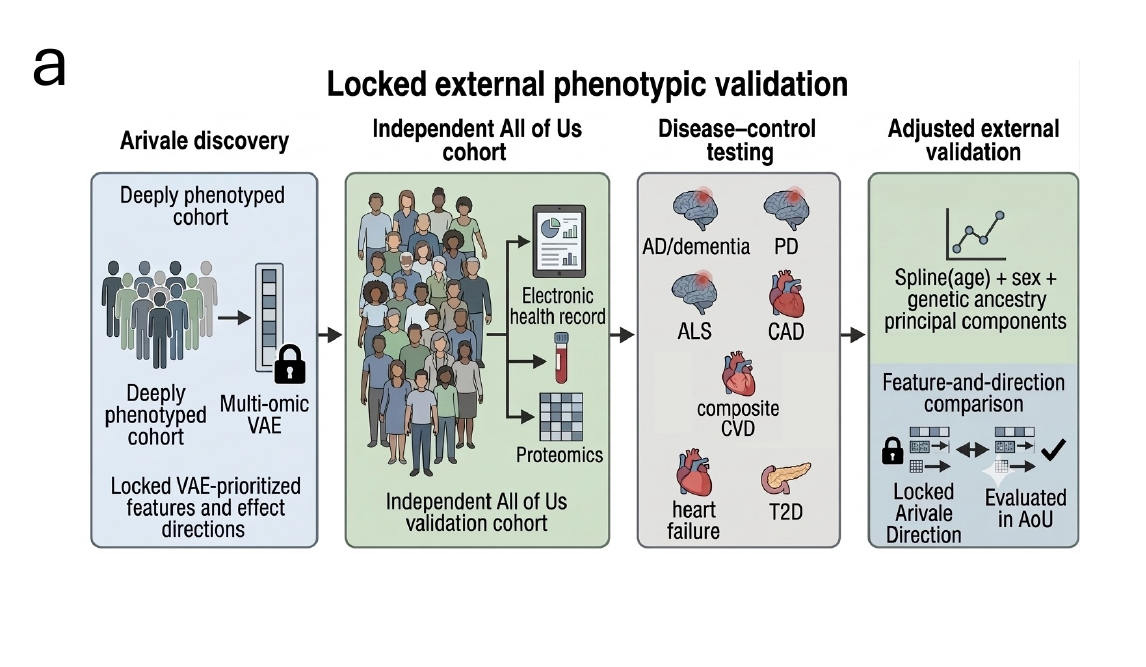 a
Locked external phenotypic validation
Arivale discovery
Deeply phenotyped
cohort
Deeply
phenotyped
cohort
Multi-omic
VAE
Locked VAE-prioritized
features and effect
directions
Independent All of Us
cohort
Electronic
health record
Proteomics
Independent All of Us
validation cohort
Disease–control
testing
AD/dementia
PD
ALS
CAD
composite
CVD
heart
failure
T2D
Adjusted external
validation
Spline(age) + sex +
genetic ancestry
principal components
Feature-and-direction
comparison
Locked
Arivale
Direction
Evaluated
in AoU